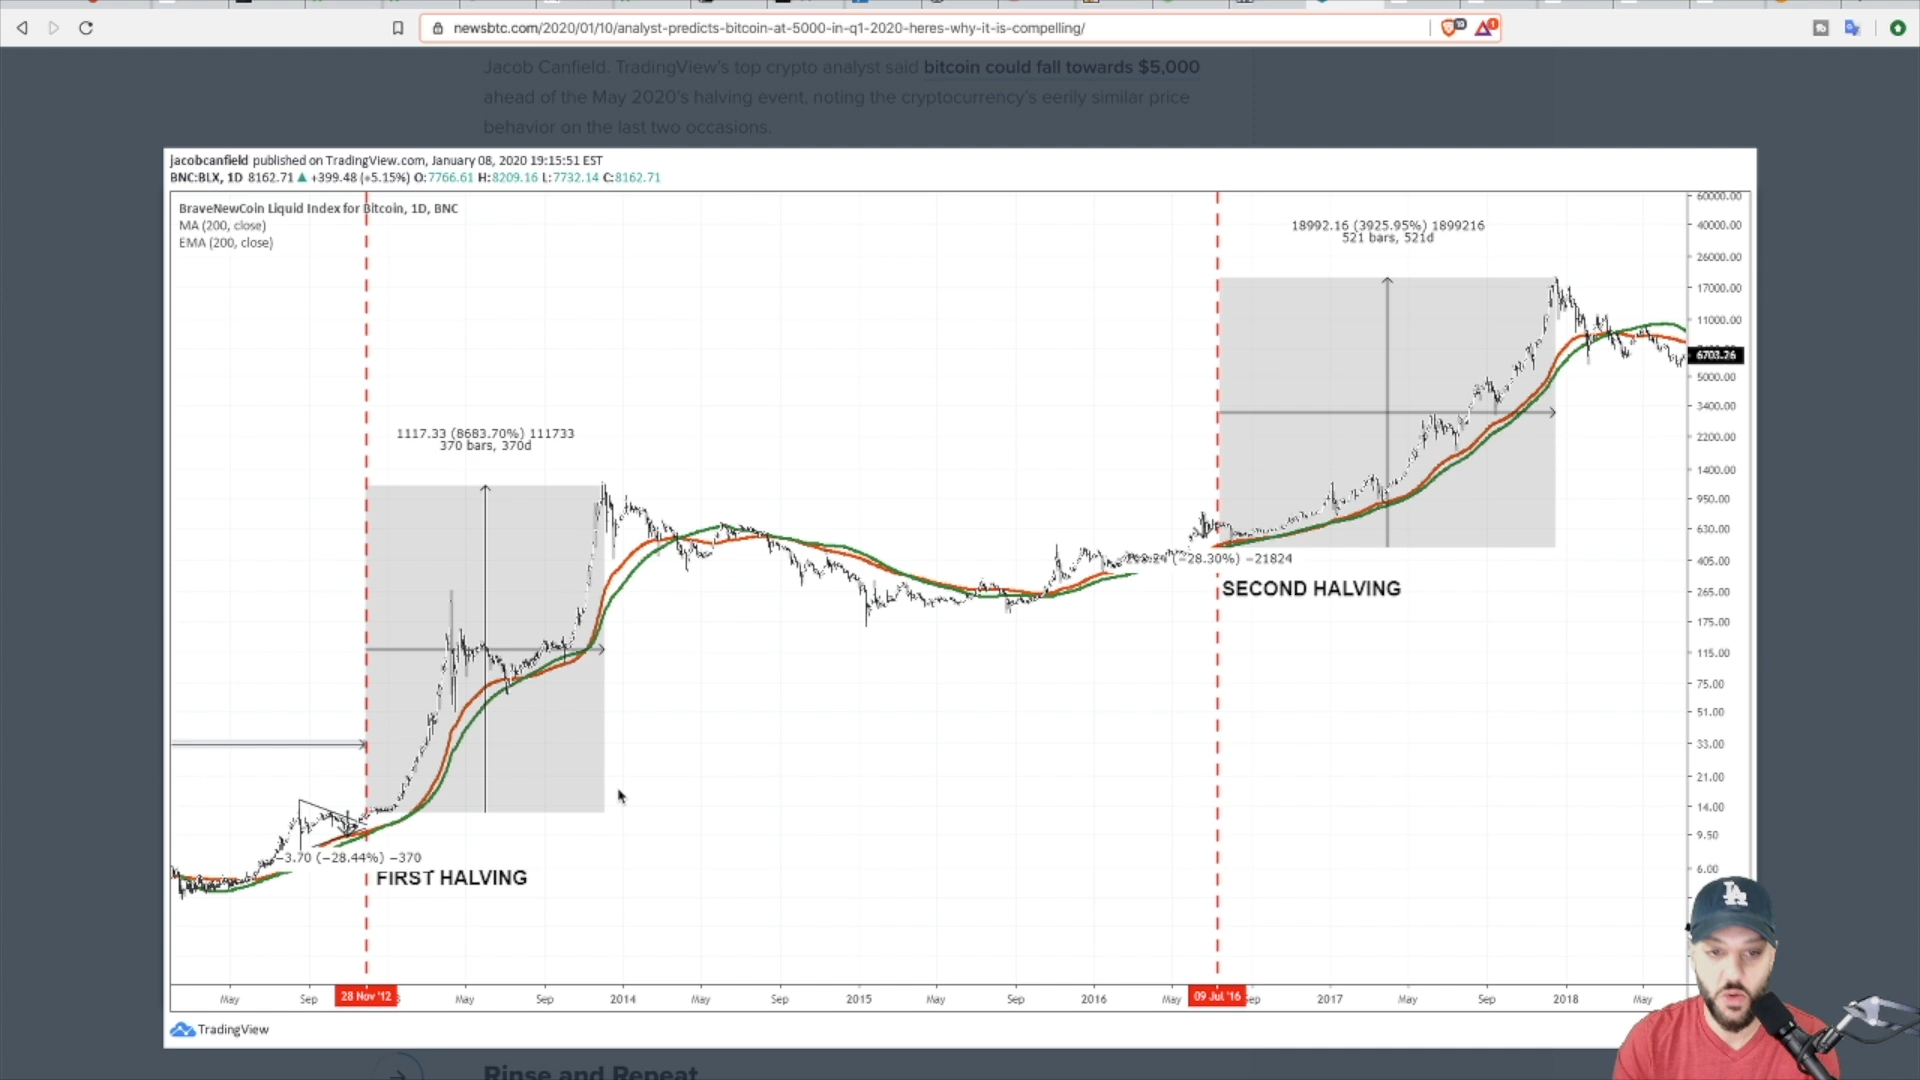 newsbtc.com/2020/01/10/analyst-predicts-bitcoin-at-5000-in-q1-2020-heres-why-it-is-compelling/
Jacob Canfield. TradingView's top crypto analyst said bitcoin could fall towards $5,000
ahead of the May 2020's halving event, noting the cryptocurrency's eerily similar price
behavior on the last two occasions.
jacobcanfield published on TradingView.com, January 08, 2020 19:15:51 EST
BNC:BLX, 1D 8162.71 ▲ +399.48 (+5.15%) O:7766.61 H:8209.16 L:7732.14 C:8162.71
BraveNewCoin Liquid Index for Bitcoin, 1D, BNC
MA (200, close)
EMA (200, close)
18992.16 (3925.95%) 1899216
521 bars, 521d
1117.33 (8683.70%) 111733
370 bars, 370d
(−28.30%) −21824
SECOND HALVING
−3.70 (−28.44%) −370
FIRST HALVING
60000.00
40000.00
26000.00
17000.00
11000.00
6703.26
5000.00
3400.00
2200.00
1400.00
950.00
630.00
405.00
265.00
175.00
115.00
75.00
51.00
33.00
21.00
14.00
9.50
6.00
May Sep 28 Nov '12 May Sep 2014 May Sep 2015 May Sep 2016 May 09 Jul '16 Sep 2017 May Sep 2018 May
TradingView
LA
Rinse and Repeat